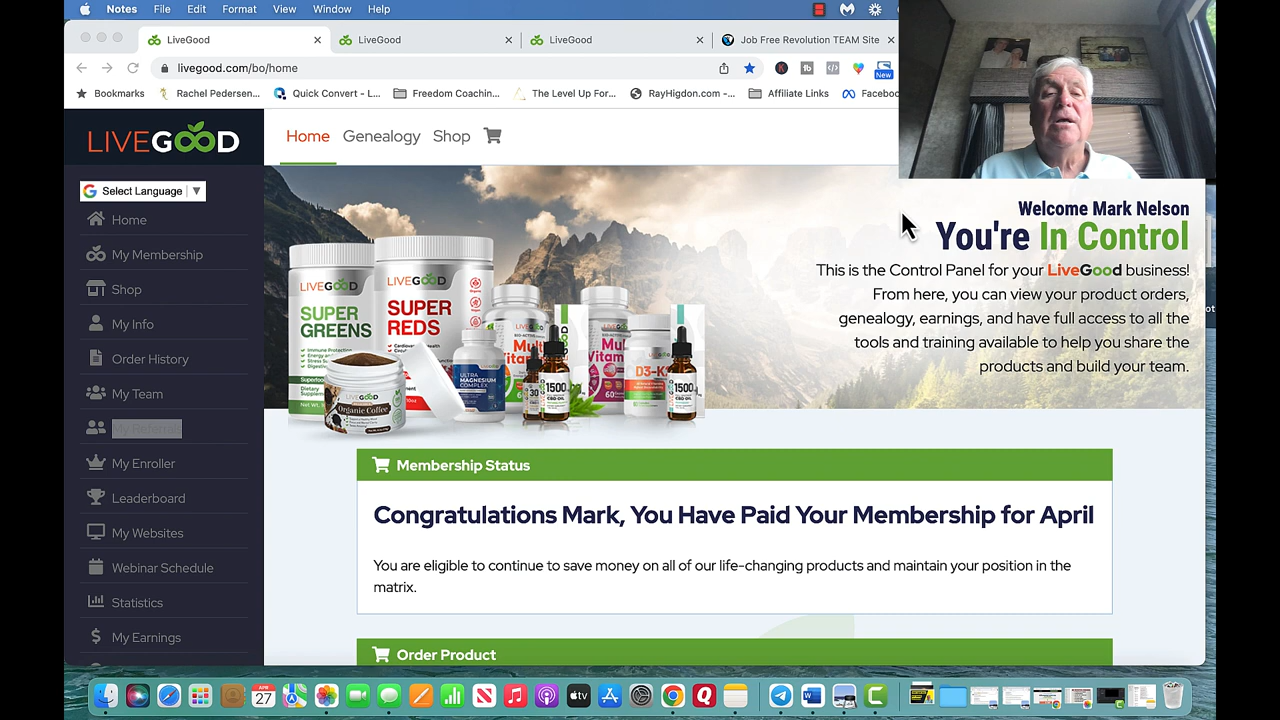 Notes File Edit Format View Window Help
LiveGood LiveGood LiveGood Job Free Revolution TEAM Site
livegood.com/bo/home
New
Bookmarks Rachel Pedersen... Quick Convert - L... Freedom Coachin... The Level Up For... RayHigdon.com -... Affiliate Links Facebo
LIVEGOOD Home Genealogy Shop
Select Language
Home
My Membership
Shop
My Info
Order History
My Team
My Referrals
My Enroller
Leaderboard
My Websites
Webinar Schedule
Statistics
My Earnings
Welcome Mark Nelson
You're In Control
This is the Control Panel for your LiveGood business!
From here, you can view your product orders,
genealogy, earnings, and have full access to all the
tools and training available to help you share the
products and build your team.
LIVEGOOD
SUPER
GREENS
LIVEGOOD
SUPER
REDS
ULTRA
MAGNESIUM
COMPLEX
D3-K
1500
1500
LIVEGOOD
Organic Coffee
Membership Status
Congratulations Mark, You Have Paid Your Membership for April
You are eligible to continue to save money on all of our life-changing products and maintain your position in the
matrix.
Order Product
APR
27